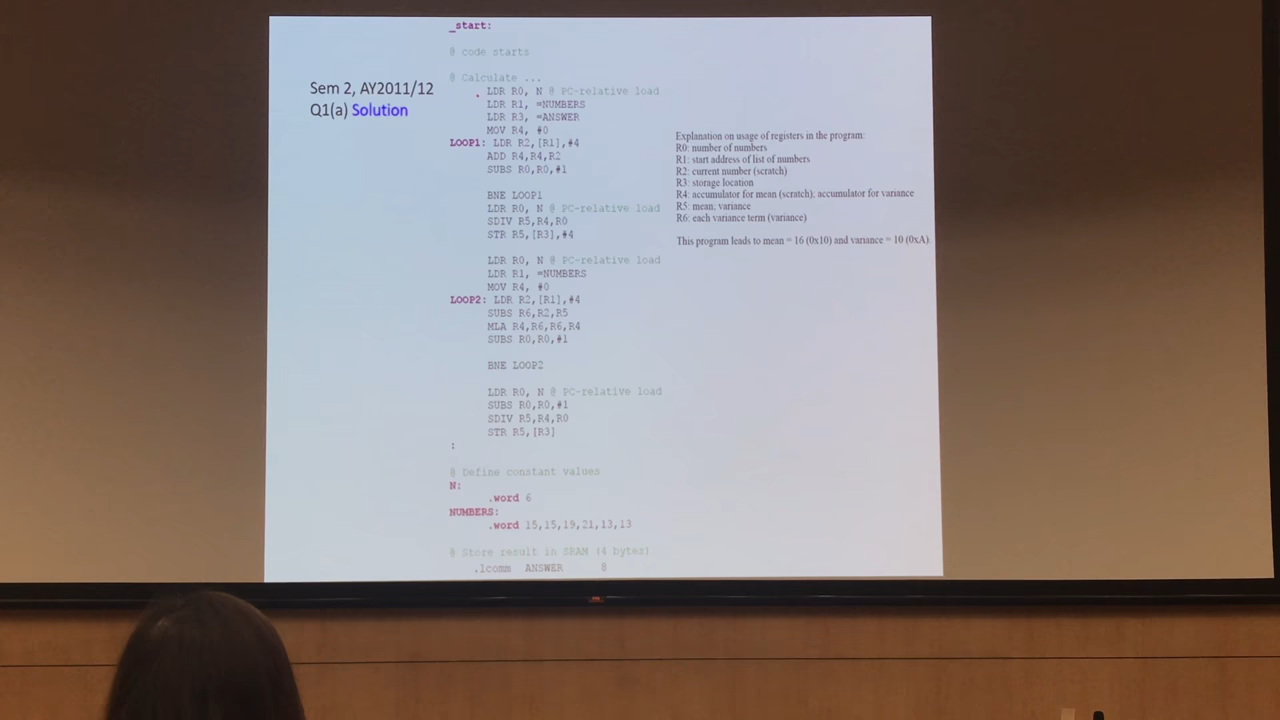 _start:
@ code starts
@ Calculate ...
Sem 2, AY2011/12
Q1(a) Solution
LDR R0, N @ PC-relative load
LDR R1, =NUMBERS
LDR R3, =ANSWER
MOV R4, #0
LOOP1: LDR R2,[R1],#4
ADD R4,R4,R2
SUBS R0,R0,#1
BNE LOOP1
LDR R0, N @ PC-relative load
SDIV R5,R4,R0
STR R5,[R3],#4
LDR R0, N @ PC-relative load
LDR R1, =NUMBERS
MOV R4, #0
LOOP2: LDR R2,[R1],#4
SUBS R6,R2,R5
MLA R4,R6,R6,R4
SUBS R0,R0,#1
BNE LOOP2
LDR R0, N @ PC-relative load
SUBS R0,R0,#1
SDIV R5,R4,R0
STR R5,[R3]
:
@ Define constant values
N:
.word 6
NUMBERS:
.word 15,15,19,21,13,13
@ Store result in SRAM (4 bytes)
.lcomm ANSWER 8
Explanation on usage of registers in the program:
R0: number of numbers
R1: start address of list of numbers
R2: current number (scratch)
R3: storage location
R4: accumulator for mean (scratch); accumulator for variance
R5: mean; variance
R6: each variance term (variance)
This program leads to mean = 16 (0x10) and variance = 10 (0xA).